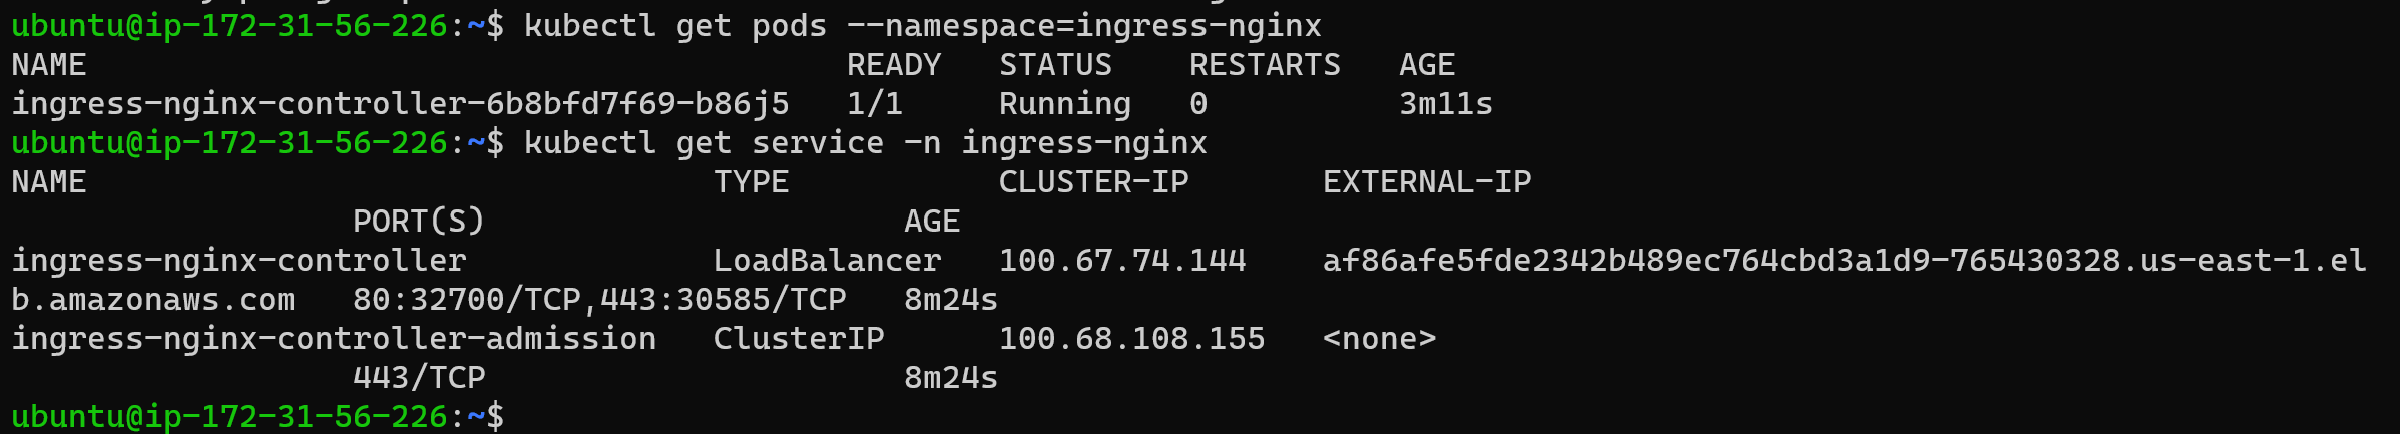 ubuntu@ip-172-31-56-226:~$ kubectl get pods --namespace=ingress-nginx
NAME                                        READY   STATUS    RESTARTS   AGE
ingress-nginx-controller-6b8bfd7f69-b86j5   1/1     Running   0          3m11s
ubuntu@ip-172-31-56-226:~$ kubectl get service -n ingress-nginx
NAME                                 TYPE           CLUSTER-IP       EXTERNAL-IP
                  PORT(S)                      AGE
ingress-nginx-controller             LoadBalancer   100.67.74.144    af86afe5fde2342b489ec764cbd3a1d9-765430328.us-east-1.el
b.amazonaws.com   80:32700/TCP,443:30585/TCP   8m24s
ingress-nginx-controller-admission   ClusterIP      100.68.108.155   <none>
                  443/TCP                      8m24s
ubuntu@ip-172-31-56-226:~$